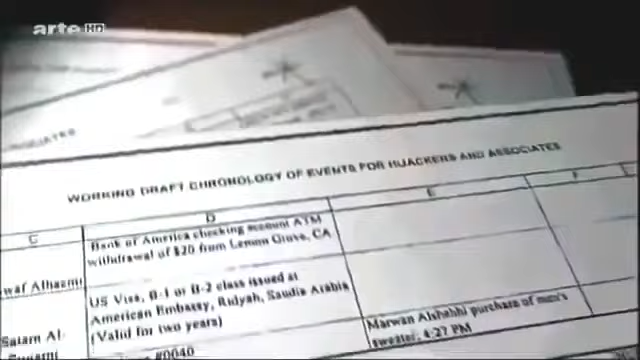 arte HD
WORKING DRAFT CHRONOLOGY OF EVENTS FOR HIJACKERS AND ASSOCIATES
C
D
E
F
Bank of America checking account ATM
withdrawal of $20 from Lemon Grove, CA
waf Alhazmi
US Visa, B-1 or B-2 class issued at
American Embassy, Ridyah, Saudia Arabia
(Valid for two years)
Salam Al-
Marwan Alshehhi purchase of men's
sweater, 4:27 PM
#0040